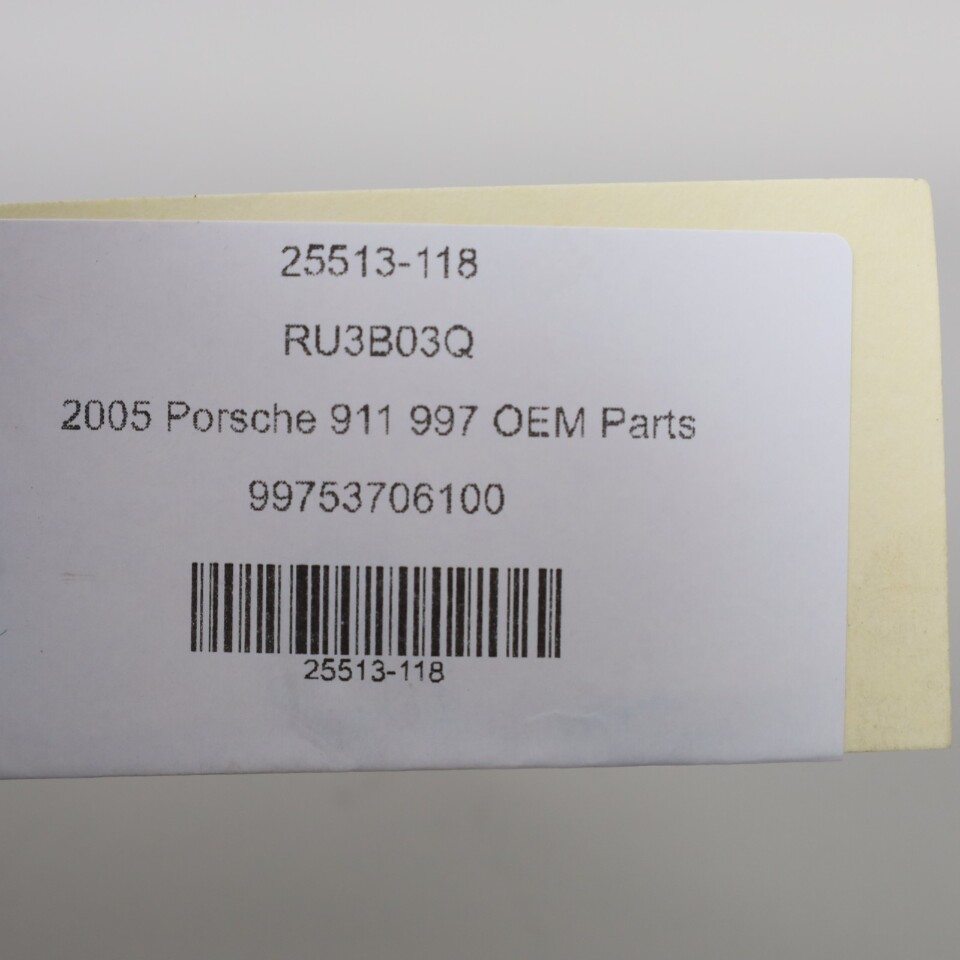 25513-118
RU3B03Q
2005 Porsche 911 997 OEM Parts
99753706100
25513-118